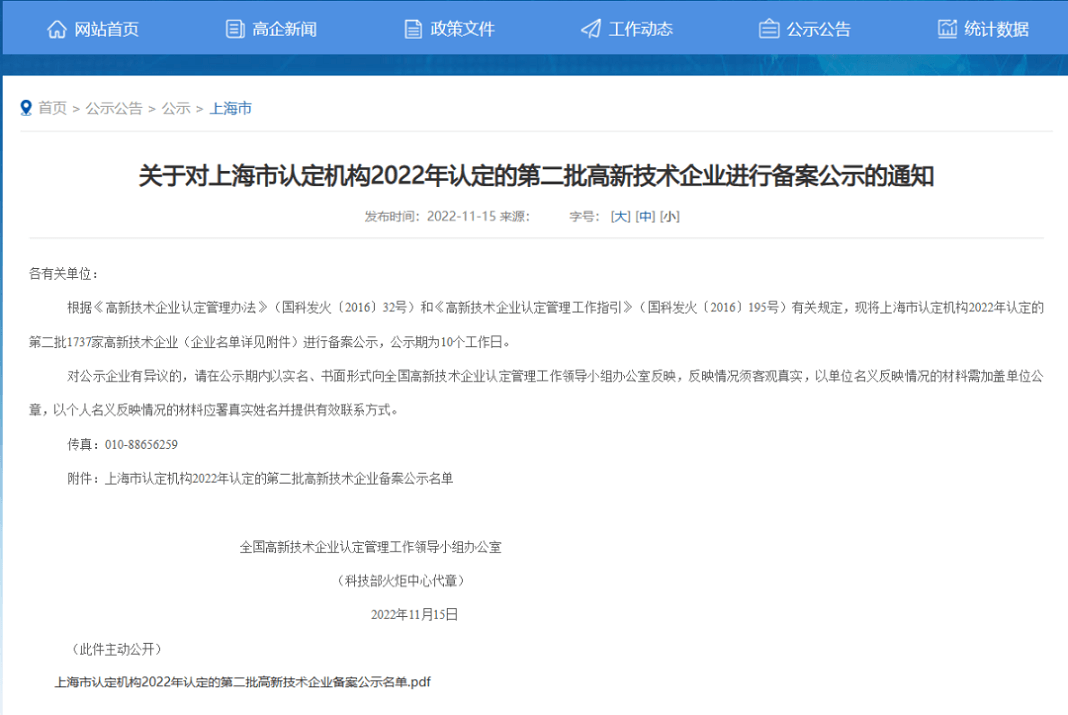 网站首页 高企新闻 政策文件 工作动态 公示公告 统计数据
首页 > 公示公告 > 公示 > 上海市
关于对上海市认定机构2022年认定的第二批高新技术企业进行备案公示的通知
发布时间：2022-11-15 来源： 字号： [大] [中] [小]
各有关单位：
根据《高新技术企业认定管理办法》（国科发火〔2016〕32号）和《高新技术企业认定管理工作指引》（国科发火〔2016〕195号）有关规定，现将上海市认定机构2022年认定的
第二批1737家高新技术企业（企业名单详见附件）进行备案公示，公示期为10个工作日。
对公示企业有异议的，请在公示期内以实名、书面形式向全国高新技术企业认定管理工作领导小组办公室反映，反映情况须客观真实，以单位名义反映情况的材料需加盖单位公
章，以个人名义反映情况的材料应署真实姓名并提供有效联系方式。
传真：010-88656259
附件：上海市认定机构2022年认定的第二批高新技术企业备案公示名单
全国高新技术企业认定管理工作领导小组办公室
（科技部火炬中心代章）
2022年11月15日
（此件主动公开）
上海市认定机构2022年认定的第二批高新技术企业备案公示名单.pdf